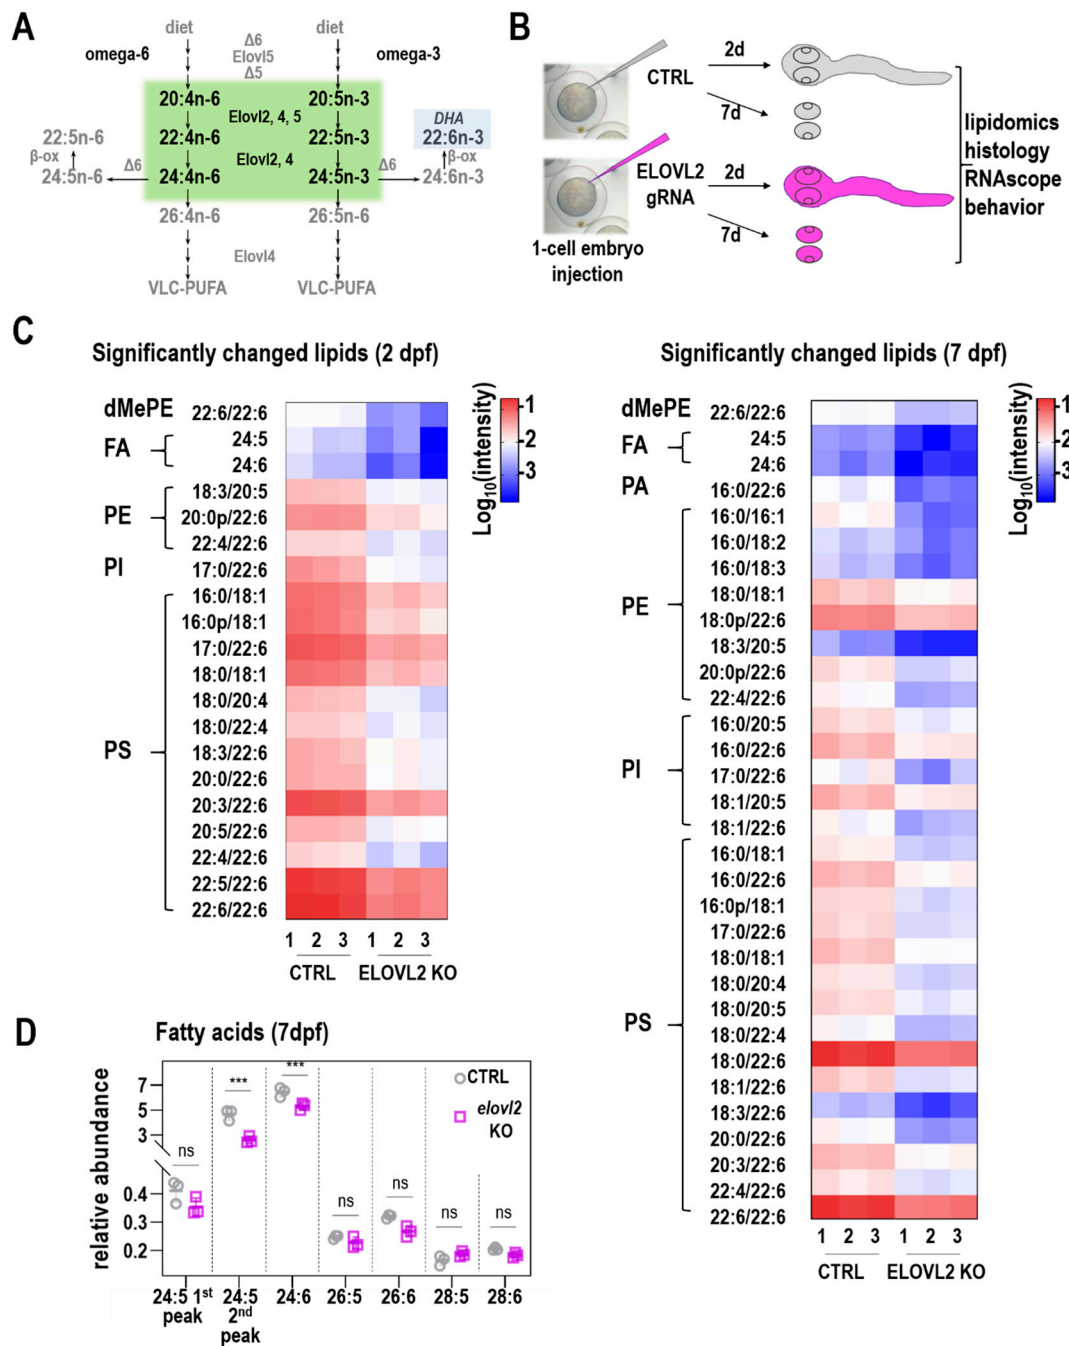 A
diet
diet
omega-6
Δ6
Elovl5
Δ5
omega-3
20:4n-6
20:5n-3
Elovl2, 4, 5
DHA
22:5n-6
22:4n-6
22:5n-3
22:6n-3
β-ox
Elovl2, 4
β-ox
Δ6
Δ6
24:5n-6
24:4n-6
24:5n-3
24:6n-3
26:4n-6
26:5n-6
Elovl4
VLC-PUFA
VLC-PUFA
B
2d
CTRL
7d
ELOVL2
gRNA
2d
7d
1-cell embryo
injection
lipidomics
histology
RNAscope
behavior
C
Significantly changed lipids (2 dpf)
dMePE
22:6/22:6
FA
24:5
24:6
PE
18:3/20:5
20:0p/22:6
22:4/22:6
PI
17:0/22:6
16:0/18:1
16:0p/18:1
17:0/22:6
18:0/18:1
18:0/20:4
18:0/22:4
PS
18:3/22:6
20:0/22:6
20:3/22:6
20:5/22:6
22:4/22:6
22:5/22:6
22:6/22:6
1 2 3 1 2 3
CTRL ELOVL2 KO
1
2
3
Log10(intensity)
Significantly changed lipids (7 dpf)
dMePE
22:6/22:6
FA
24:5
24:6
PA
16:0/22:6
16:0/16:1
16:0/18:2
16:0/18:3
PE
18:0/18:1
18:0p/22:6
18:3/20:5
20:0p/22:6
22:4/22:6
16:0/20:5
16:0/22:6
PI
17:0/22:6
18:1/20:5
18:1/22:6
16:0/18:1
16:0/22:6
16:0p/18:1
17:0/22:6
18:0/18:1
18:0/20:4
18:0/20:5
PS
18:0/22:4
18:0/22:6
18:1/22:6
18:3/22:6
20:0/22:6
20:3/22:6
22:4/22:6
22:6/22:6
1 2 3 1 2 3
CTRL ELOVL2 KO
1
2
3
Log10(intensity)
D
Fatty acids (7dpf)
relative abundance
7
5
3
0.4
0.3
0.2
ns
***
***
ns
ns
ns
ns
CTRL
elovl2
KO
24:5 1st
peak
24:5
2nd
peak
24:6
26:5
26:6
28:5
28:6